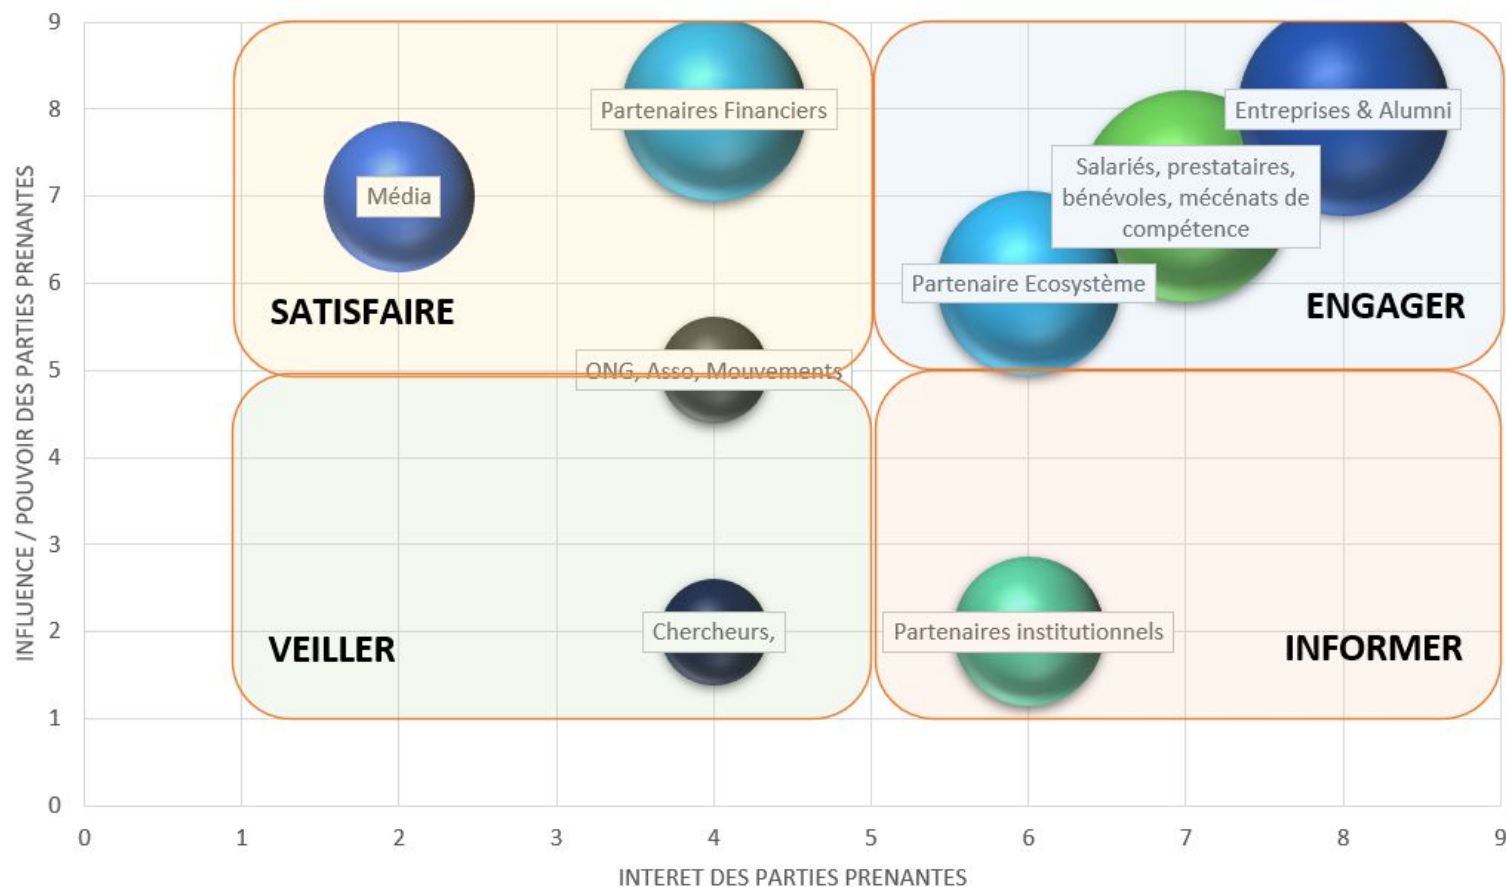 9
8
7
6
5
4
3
2
1
0
INFLUENCE / POUVOIR DES PARTIES PRENANTES
Partenaires Financiers
Média
SATISFAIRE
Entreprises & Alumni
Salariés, prestataires,
bénévoles, mécénats de
compétence
Partenaire Ecosystème
ENGAGER
ONG, Asso, Mouvements
Chercheurs,
VEILLER
Partenaires institutionnels
INFORMER
0 1 2 3 4 5 6 7 8 9
INTERET DES PARTIES PRENANTES